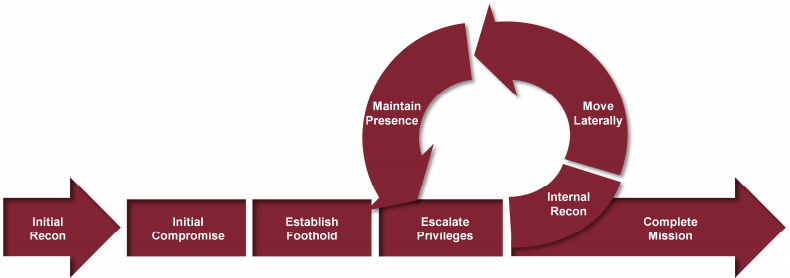 Maintain
Presence
Move
Laterally
Initial
Recon
Initial
Compromise
Establish
Foothold
Escalate
Privileges
Internal
Recon
Complete
Mission